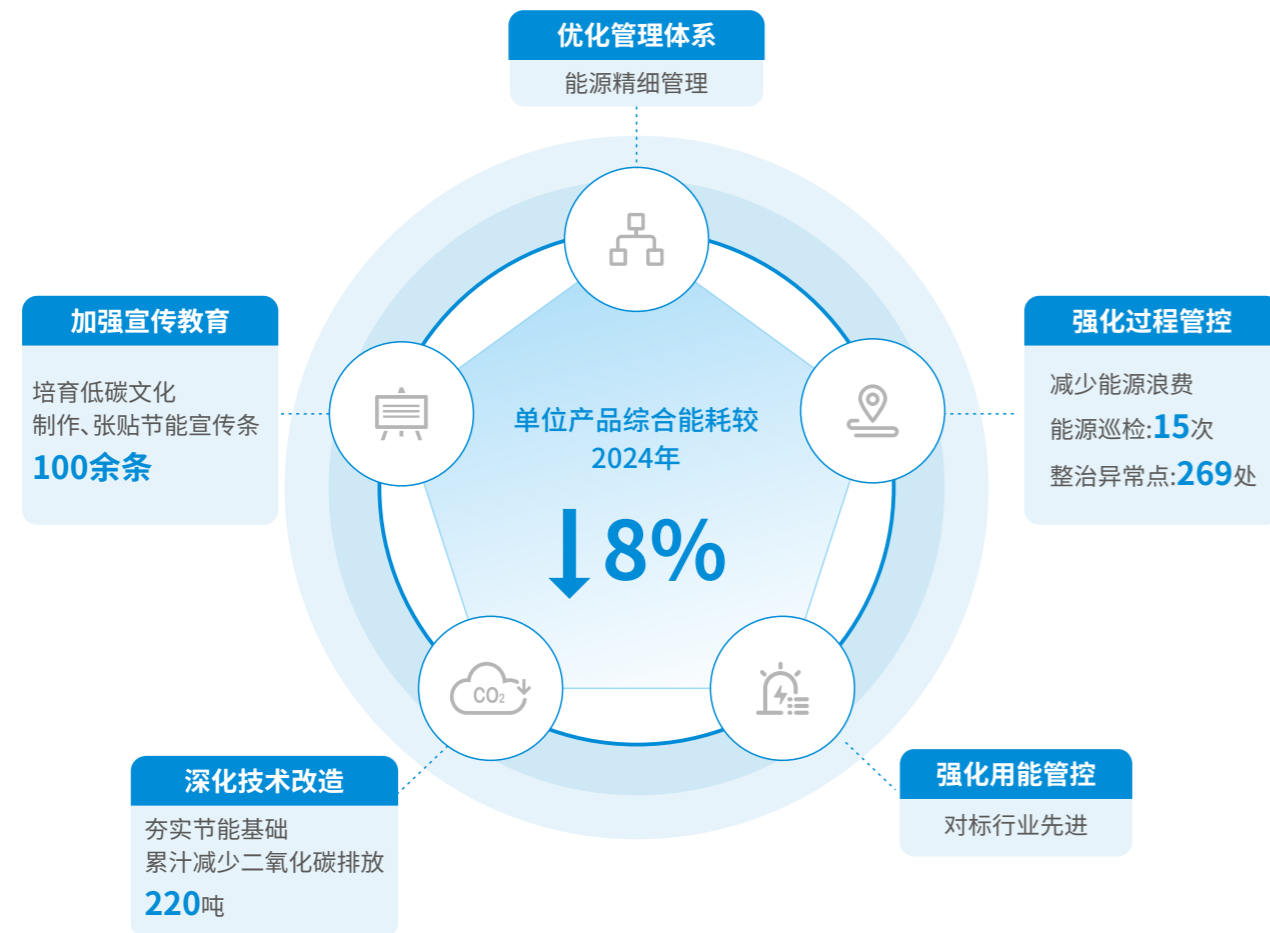 优化管理体系
能源精细管理
加强宣传教育
培育低碳文化
制作、张贴节能宣传条
100余条
强化过程管控
减少能源浪费
能源巡检:15次
整治异常点:269处
单位产品综合能耗较
2024年
8%
CO₂
深化技术改造
夯实节能基础
累汁减少二氧化碳排放
220吨
强化用能管控
对标行业先进